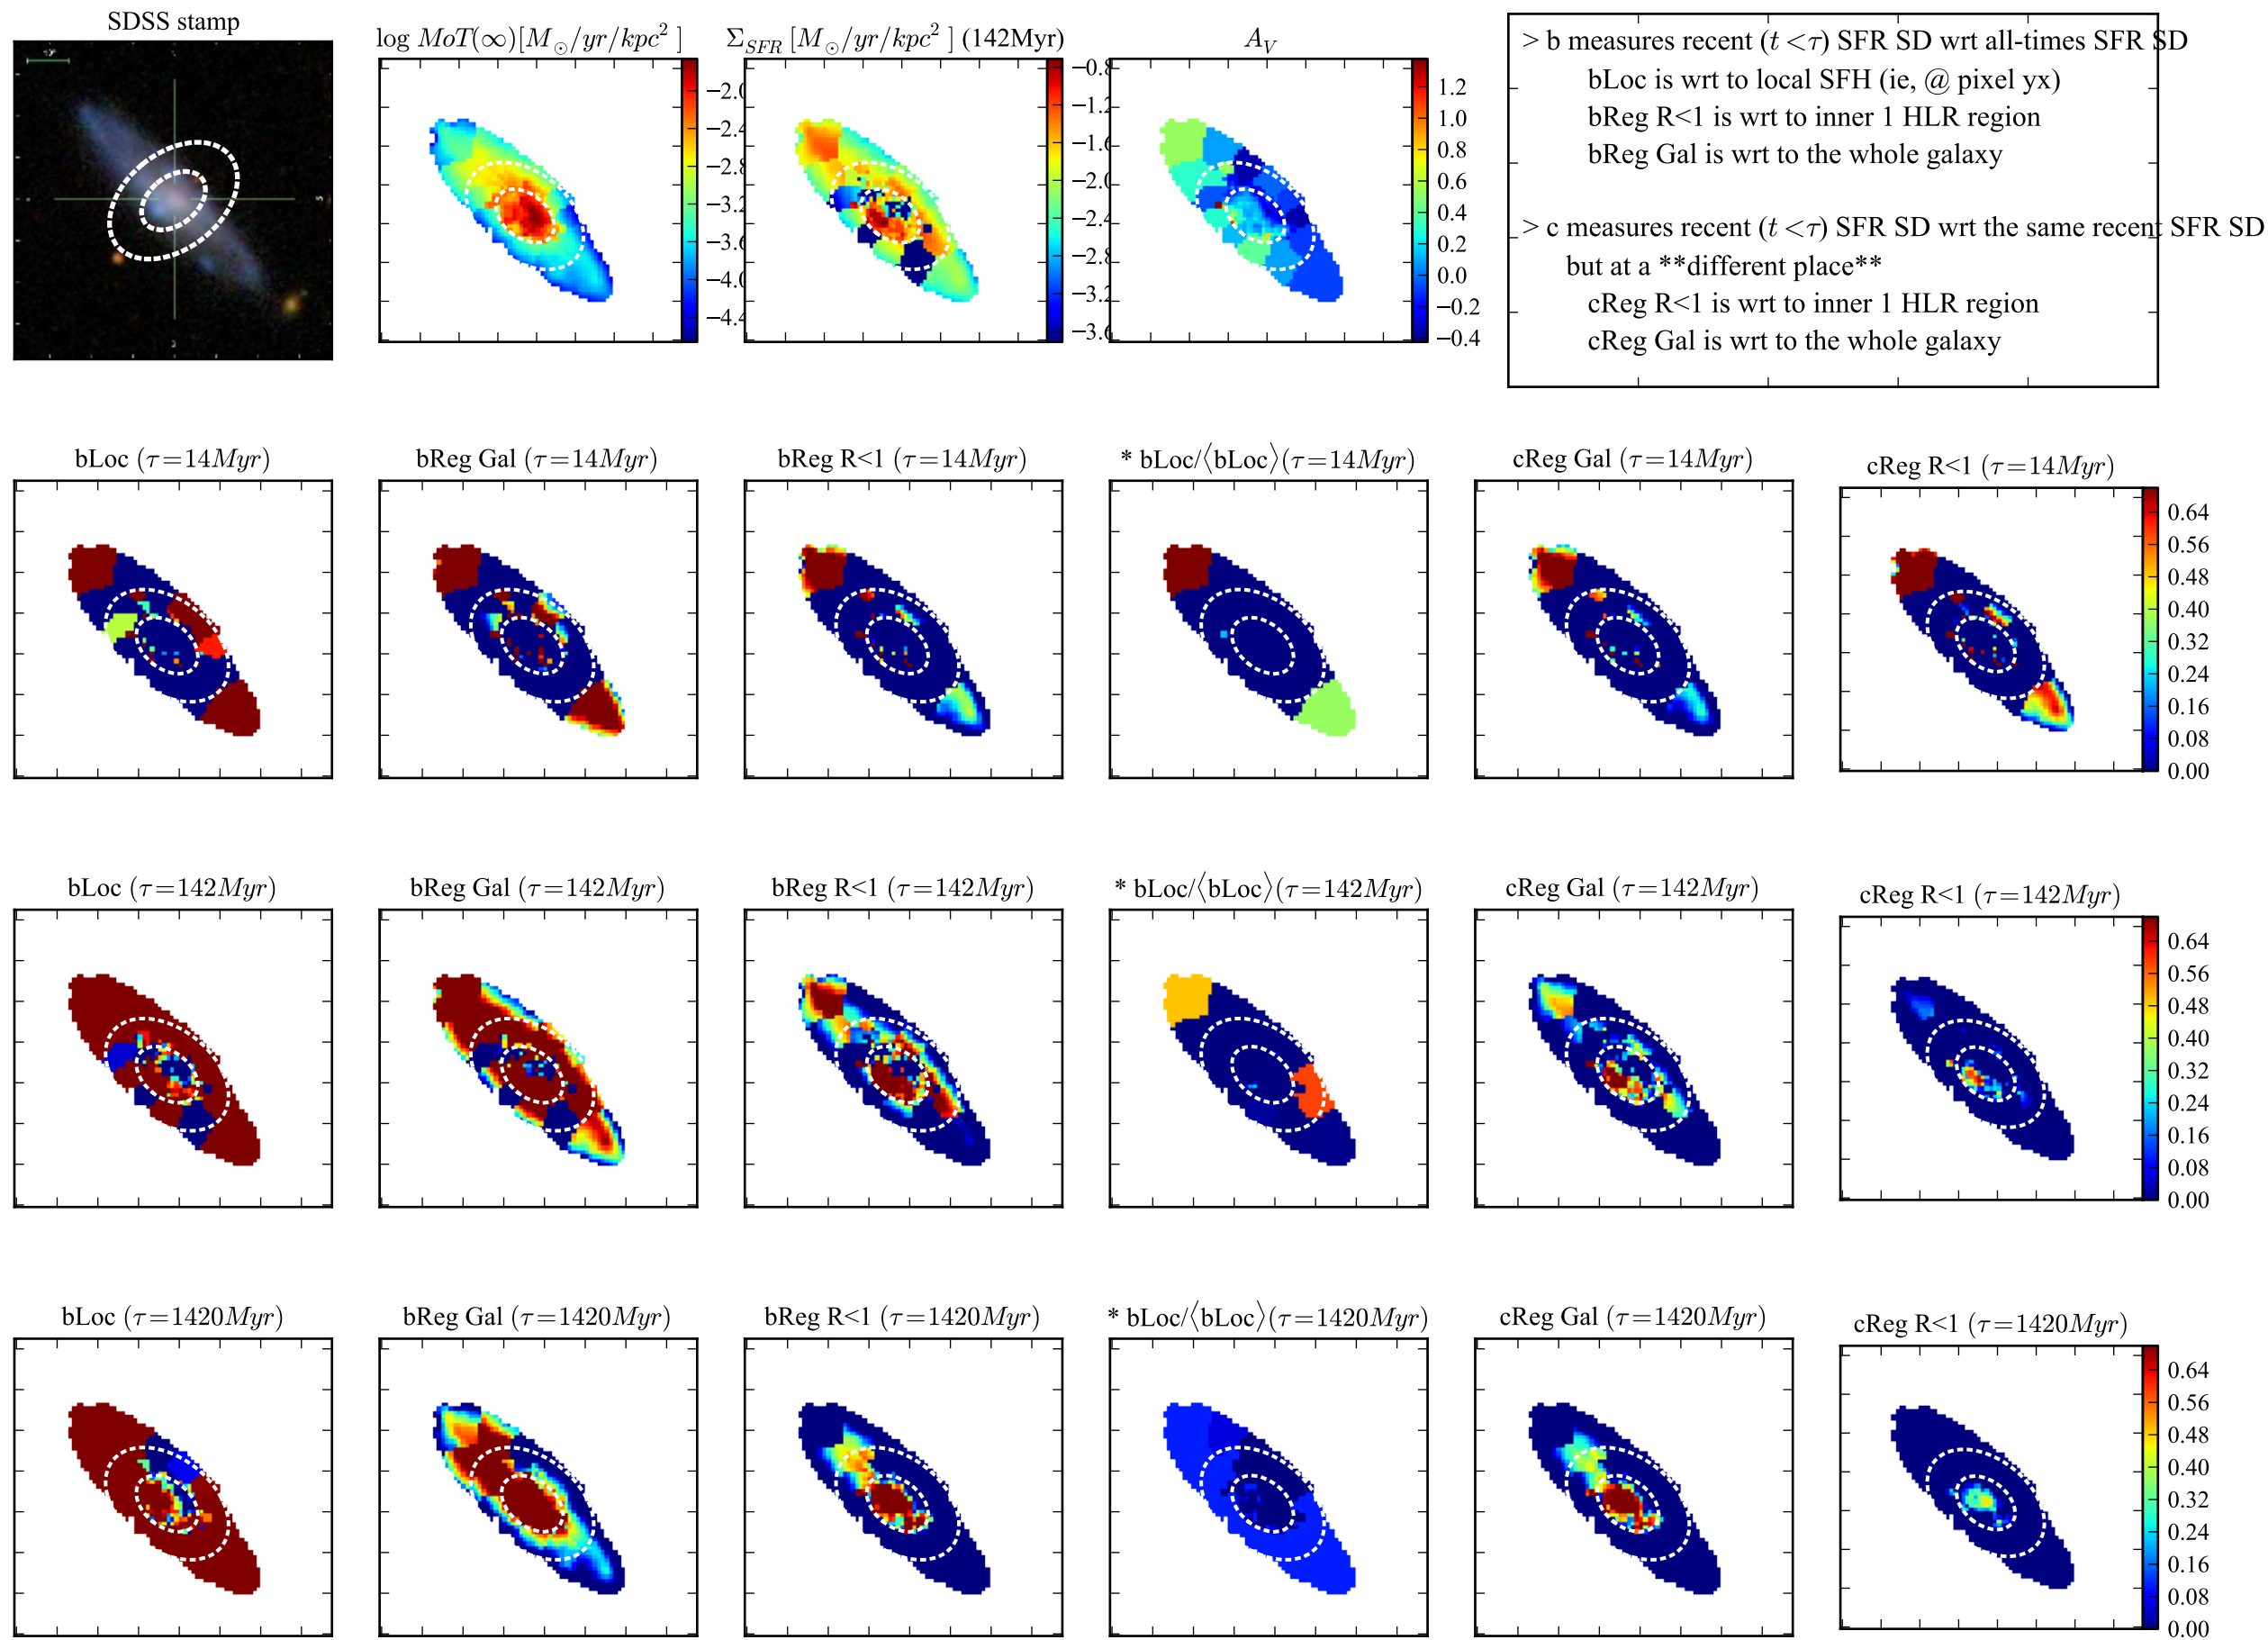 SDSS stamp
log MoT(∞)[M⊙/yr/kpc² ]
Σ_SFR [M⊙/yr/kpc² ] (142Myr)
A_V
−2.0
−2.4
−2.8
−3.2
−3.6
−4.0
−4.4
−0.8
−1.2
−1.6
−2.0
−2.4
−2.8
−3.2
−3.6
1.2
1.0
0.8
0.6
0.4
0.2
0.0
−0.2
−0.4
> b measures recent (t <τ) SFR SD wrt all-times SFR SD
bLoc is wrt to local SFH (ie, @ pixel yx)
bReg R<1 is wrt to inner 1 HLR region
bReg Gal is wrt to the whole galaxy
> c measures recent (t <τ) SFR SD wrt the same recent SFR SD
but at a **different place**
cReg R<1 is wrt to inner 1 HLR region
cReg Gal is wrt to the whole galaxy
bLoc (τ=14Myr)
bReg Gal (τ=14Myr)
bReg R<1 (τ=14Myr)
* bLoc/⟨bLoc⟩(τ=14Myr)
cReg Gal (τ=14Myr)
cReg R<1 (τ=14Myr)
0.64
0.56
0.48
0.40
0.32
0.24
0.16
0.08
0.00
bLoc (τ=142Myr)
bReg Gal (τ=142Myr)
bReg R<1 (τ=142Myr)
* bLoc/⟨bLoc⟩(τ=142Myr)
cReg Gal (τ=142Myr)
cReg R<1 (τ=142Myr)
0.64
0.56
0.48
0.40
0.32
0.24
0.16
0.08
0.00
bLoc (τ=1420Myr)
bReg Gal (τ=1420Myr)
bReg R<1 (τ=1420Myr)
* bLoc/⟨bLoc⟩(τ=1420Myr)
cReg Gal (τ=1420Myr)
cReg R<1 (τ=1420Myr)
0.64
0.56
0.48
0.40
0.32
0.24
0.16
0.08
0.00